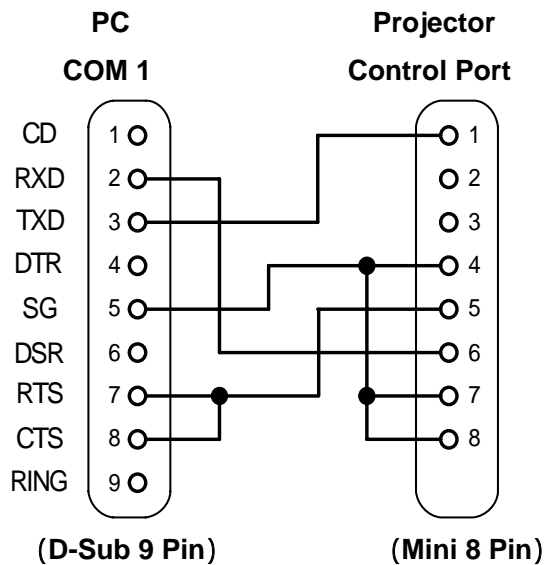 PC Projector
COM 1 Control Port
CD 1 1
RXD 2 2
TXD 3 3
DTR 4 4
SG 5 5
DSR 6 6
RTS 7 7
CTS 8 8
RING 9
(D-Sub 9 Pin) (Mini 8 Pin)